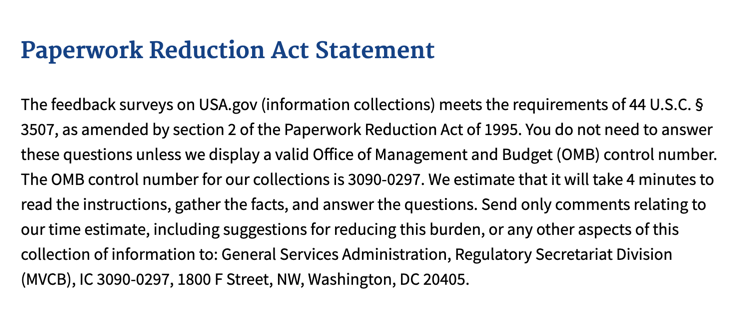 Paperwork Reduction Act Statement
The feedback surveys on USA.gov (information collections) meets the requirements of 44 U.S.C. §
3507, as amended by section 2 of the Paperwork Reduction Act of 1995. You do not need to answer
these questions unless we display a valid Office of Management and Budget (OMB) control number.
The OMB control number for our collections is 3090-0297. We estimate that it will take 4 minutes to
read the instructions, gather the facts, and answer the questions. Send only comments relating to
our time estimate, including suggestions for reducing this burden, or any other aspects of this
collection of information to: General Services Administration, Regulatory Secretariat Division
(MVCB), IC 3090-0297, 1800 F Street, NW, Washington, DC 20405.